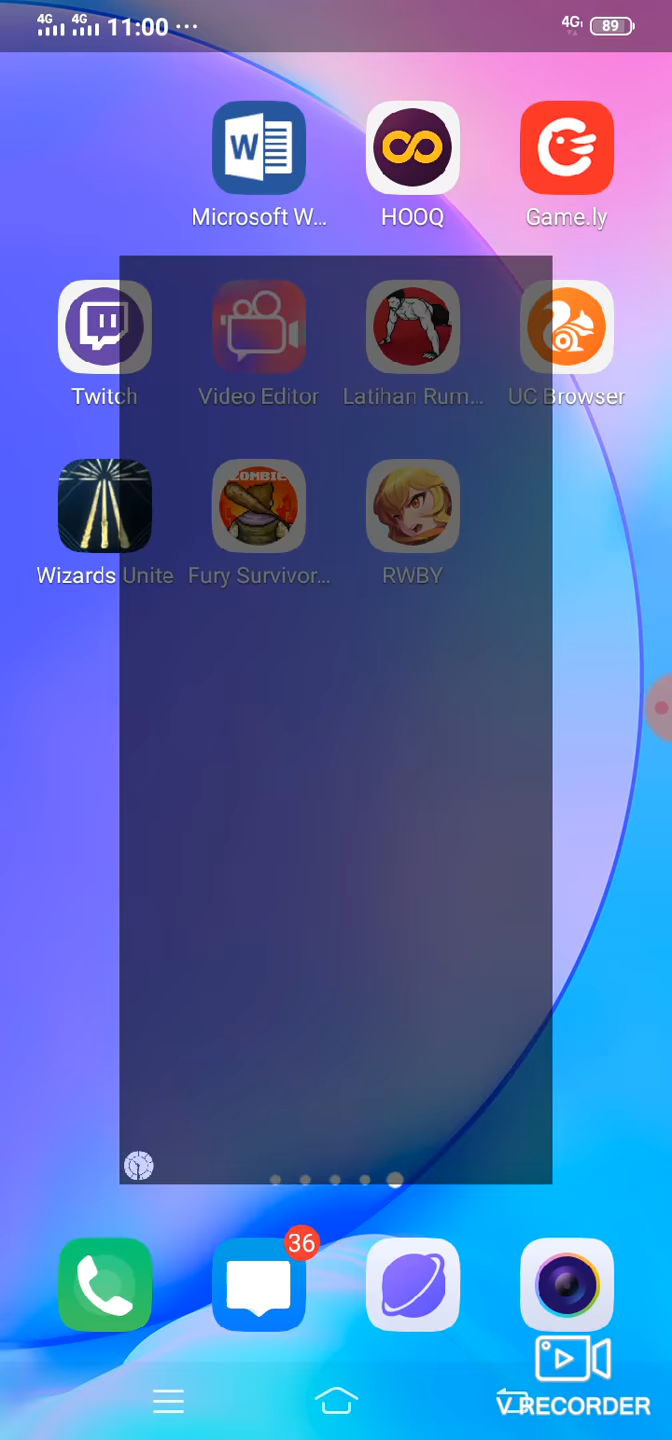 4G 4G 11:00 ... 4G 89
W
Microsoft W... HOOQ Game.ly
Twitch Video Editor Latihan Rum... UC Browser
ZOMBIE
Wizards Unite Fury Survivor... RWBY
36
V RECORDER